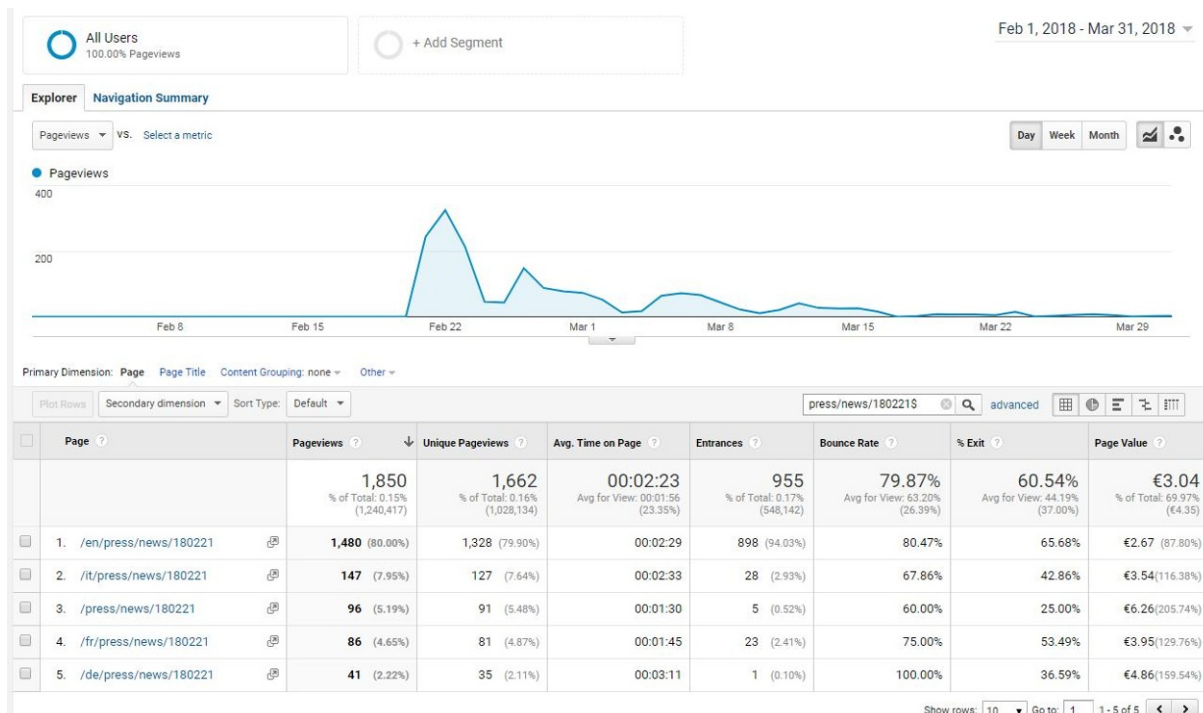 All Users
100.00% Pageviews
+ Add Segment
Feb 1, 2018 - Mar 31, 2018
Explorer Navigation Summary
Pageviews VS. Select a metric
Day Week Month
Pageviews
400
200
Feb 8 Feb 15 Feb 22 Mar 1 Mar 8 Mar 15 Mar 22 Mar 29
Primary Dimension: Page Page Title Content Grouping: none Other
Plot Rows Secondary dimension Sort Type: Default press/news/180221$ advanced
Page ? Pageviews ? Unique Pageviews ? Avg. Time on Page ? Entrances ? Bounce Rate ? % Exit ? Page Value ?
1,850 1,662 00:02:23 955 79.87% 60.54% €3.04
% of Total: 0.15% % of Total: 0.16% Avg for View: 00:01:56 % of Total: 0.17% Avg for View: 63.20% Avg for View: 44.19% % of Total: 69.97%
(1,240,417) (1,028,134) (23.35%) (548,142) (26.39%) (37.00%) (€4.35)
1. /en/press/news/180221 1,480 (80.00%) 1,328 (79.90%) 00:02:29 898 (94.03%) 80.47% 65.68% €2.67 (87.80%)
2. /it/press/news/180221 147 (7.95%) 127 (7.64%) 00:02:33 28 (2.93%) 67.86% 42.86% €3.54(116.38%)
3. /press/news/180221 96 (5.19%) 91 (5.48%) 00:01:30 5 (0.52%) 60.00% 25.00% €6.26(205.74%)
4. /fr/press/news/180221 86 (4.65%) 81 (4.87%) 00:01:45 23 (2.41%) 75.00% 53.49% €3.95(129.76%)
5. /de/press/news/180221 41 (2.22%) 35 (2.11%) 00:03:11 1 (0.10%) 100.00% 36.59% €4.86(159.54%)
Show rows: 10 Go to: 1 1 - 5 of 5